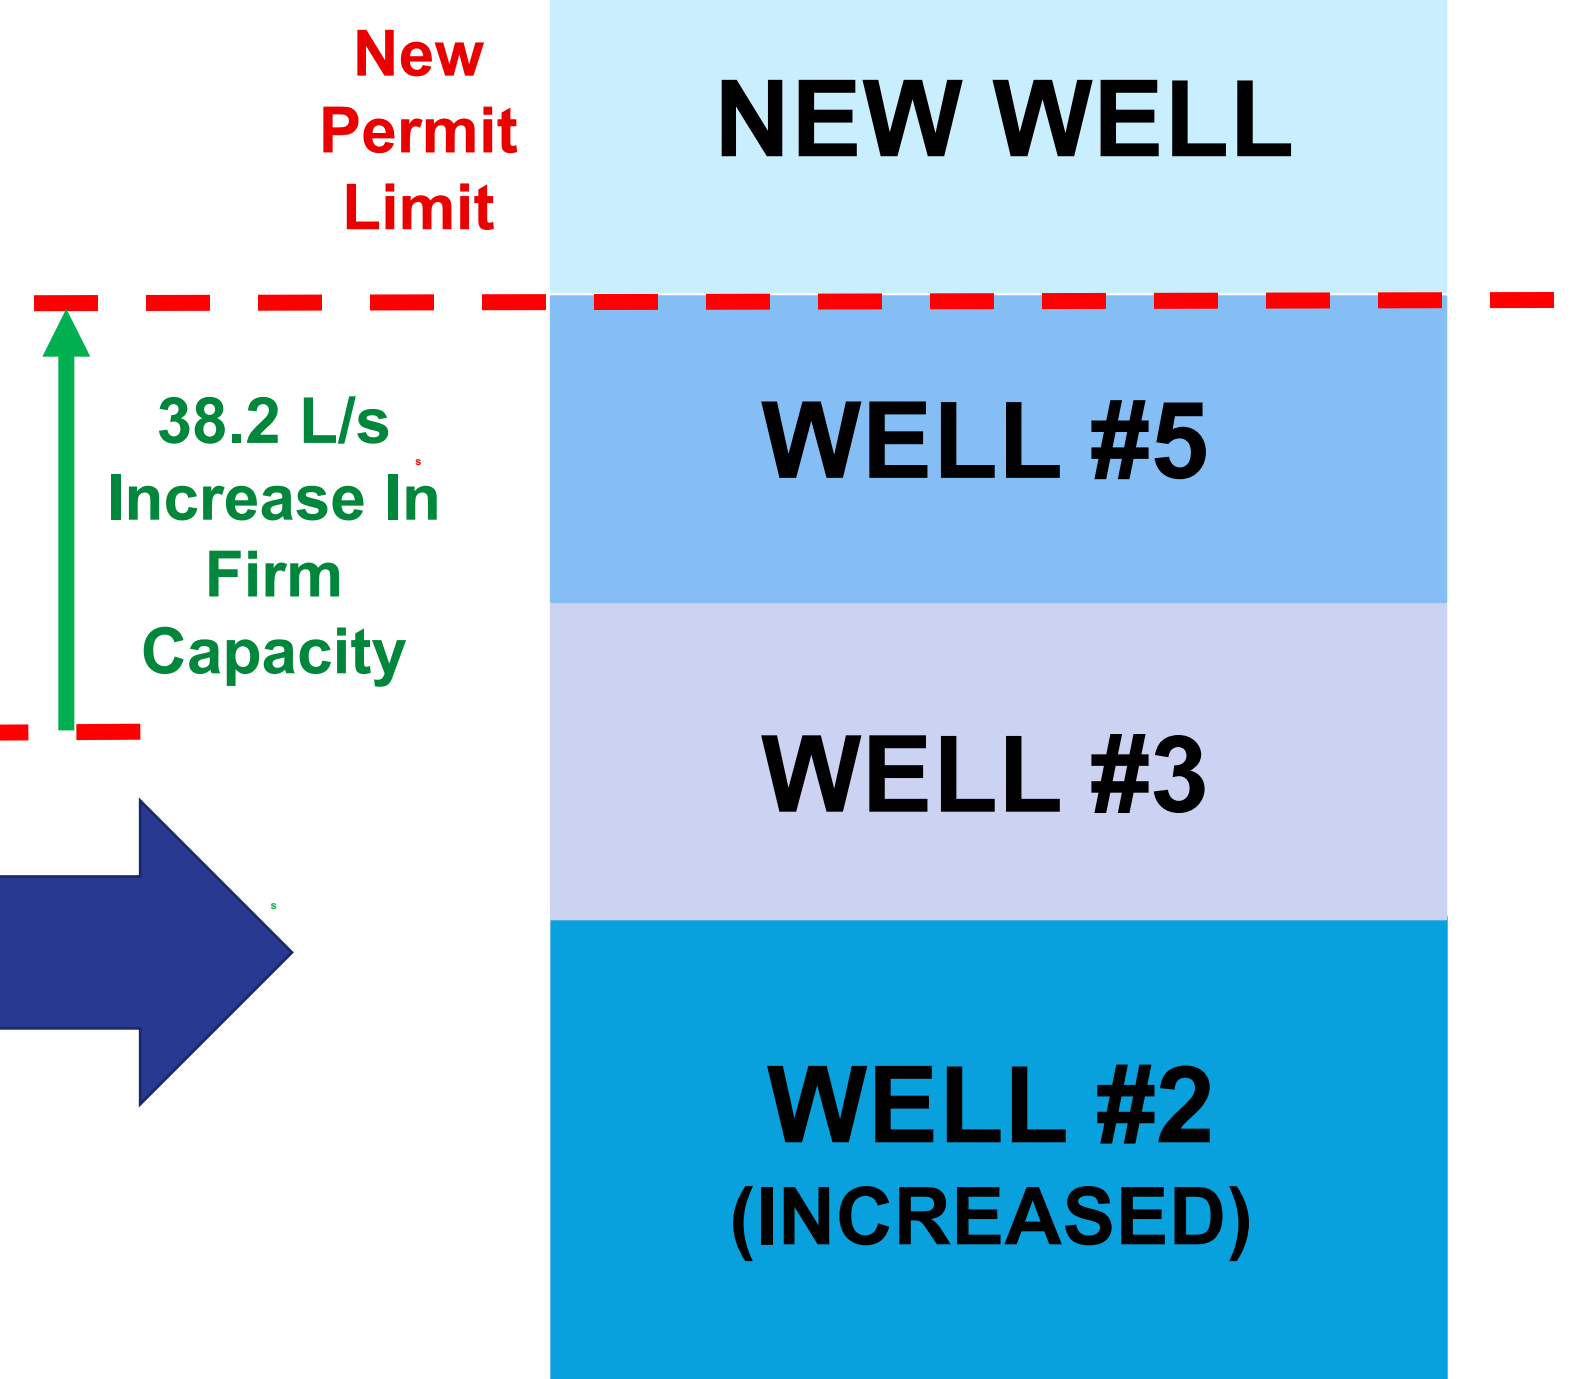 New
Permit
Limit
NEW WELL
38.2 L/s
s
Increase In
Firm
Capacity
WELL #5
WELL #3
s
WELL #2
(INCREASED)